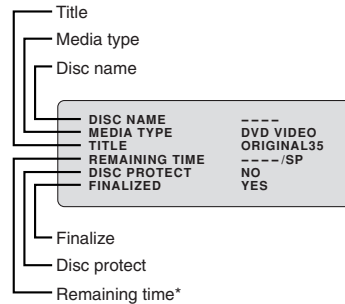 Title
Media type
Disc name
DISC NAME ----
MEDIA TYPE DVD VIDEO
TITLE ORIGINAL35
REMAINING TIME ----/SP
DISC PROTECT NO
FINALIZED YES
Finalize
Disc protect
Remaining time*